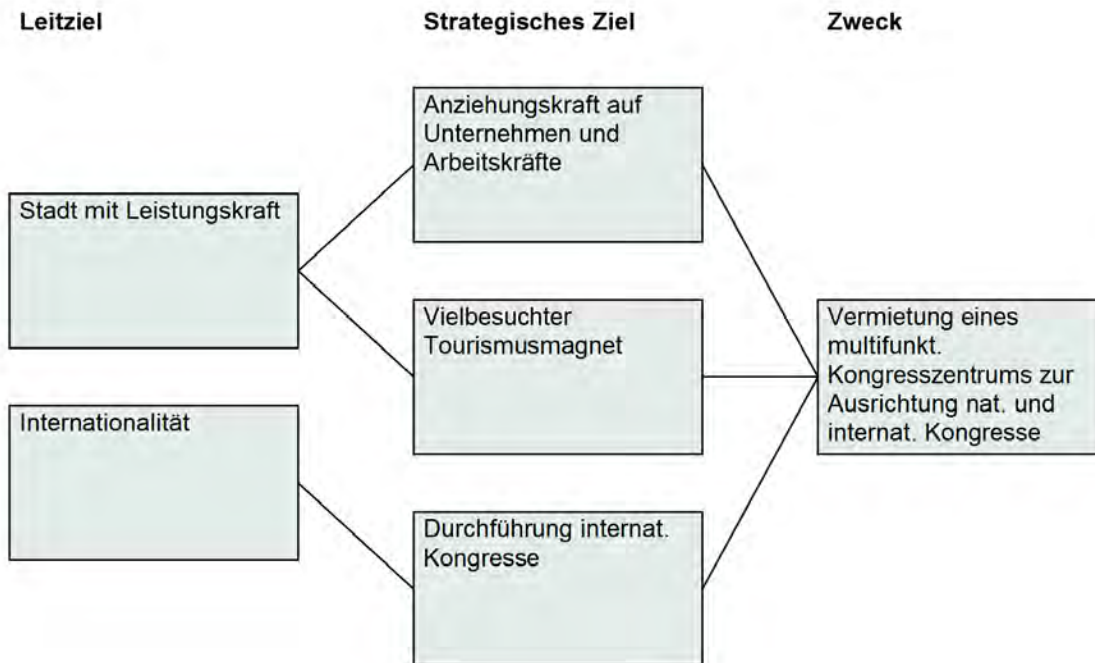 Leitziel
Strategisches Ziel
Zweck
Stadt mit Leistungskraft
Internationalität
Anziehungskraft auf
Unternehmen und
Arbeitskräfte
Vielbesuchter
Tourismusmagnet
Durchführung internat.
Kongresse
Vermietung eines
multifunkt.
Kongresszentrums zur
Ausrichtung nat. und
internat. Kongresse